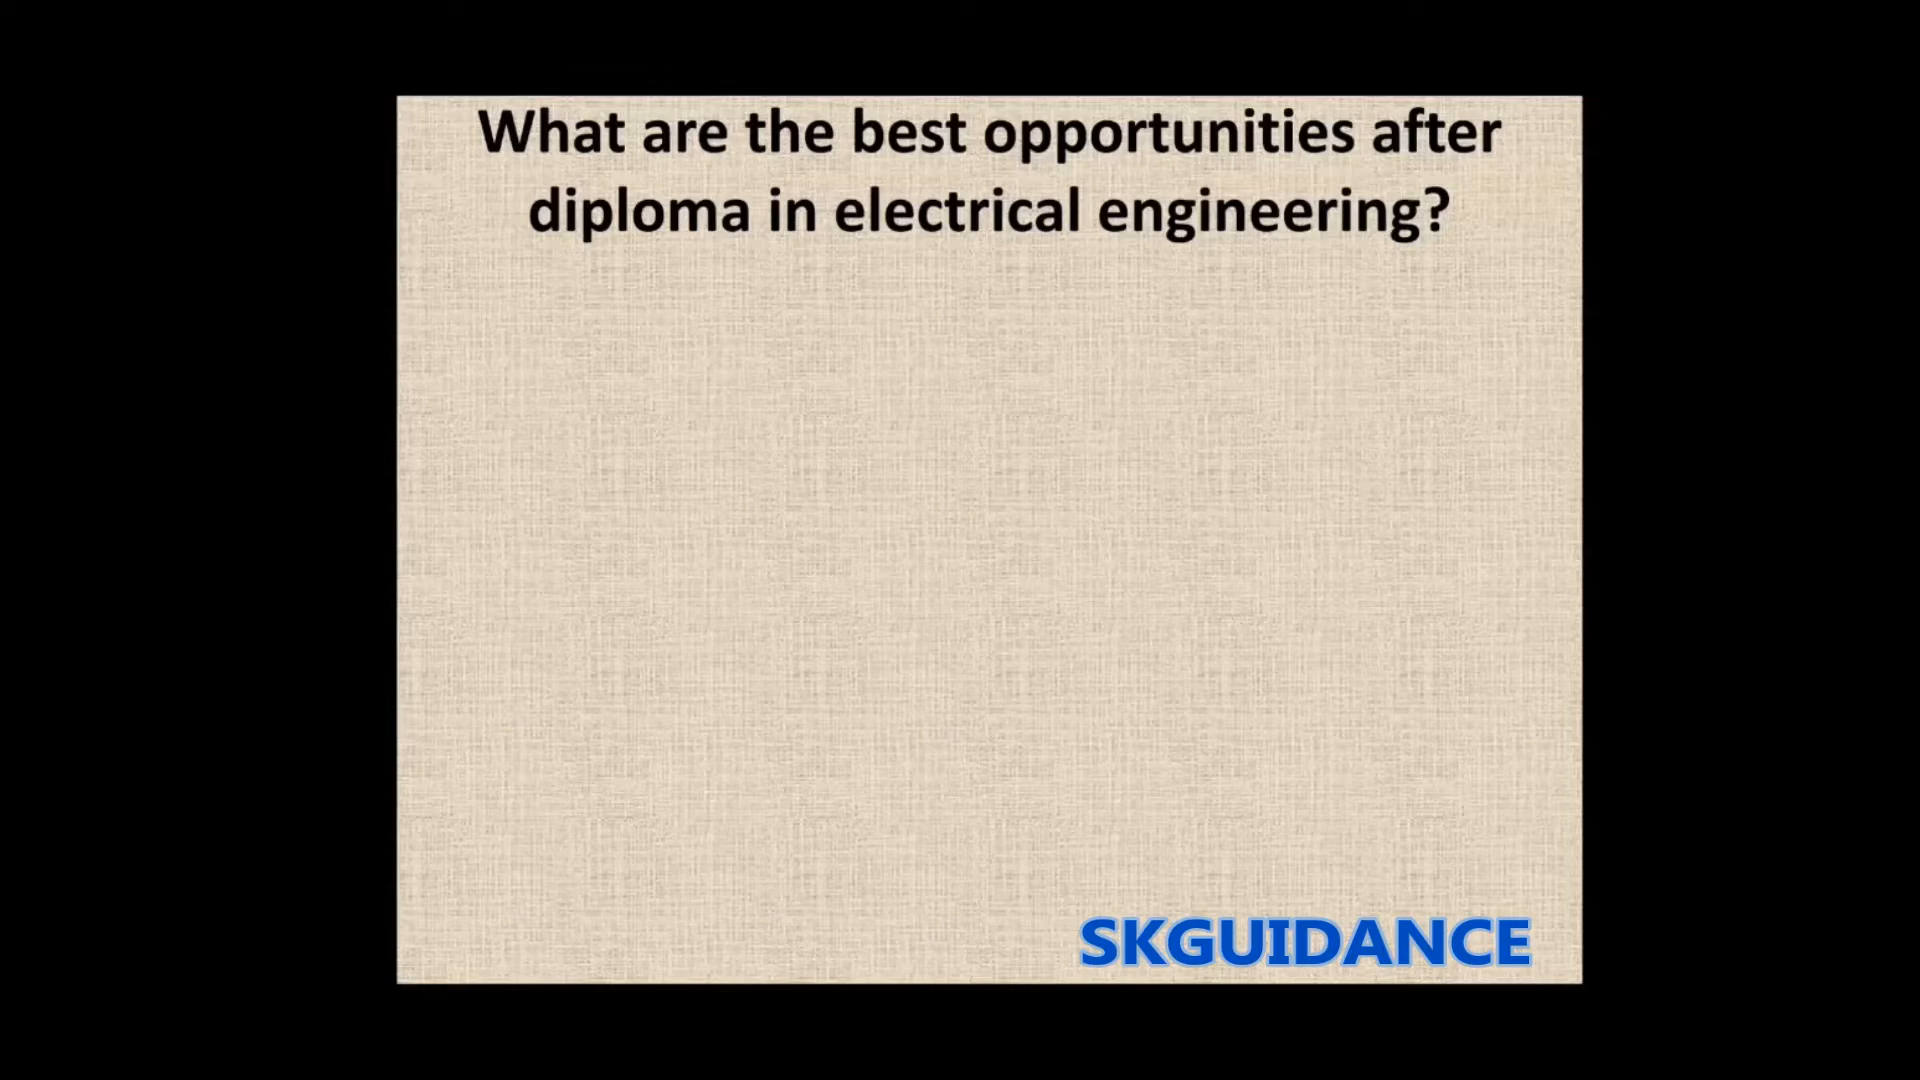 What are the best opportunities after
diploma in electrical engineering?
SKGUIDANCE